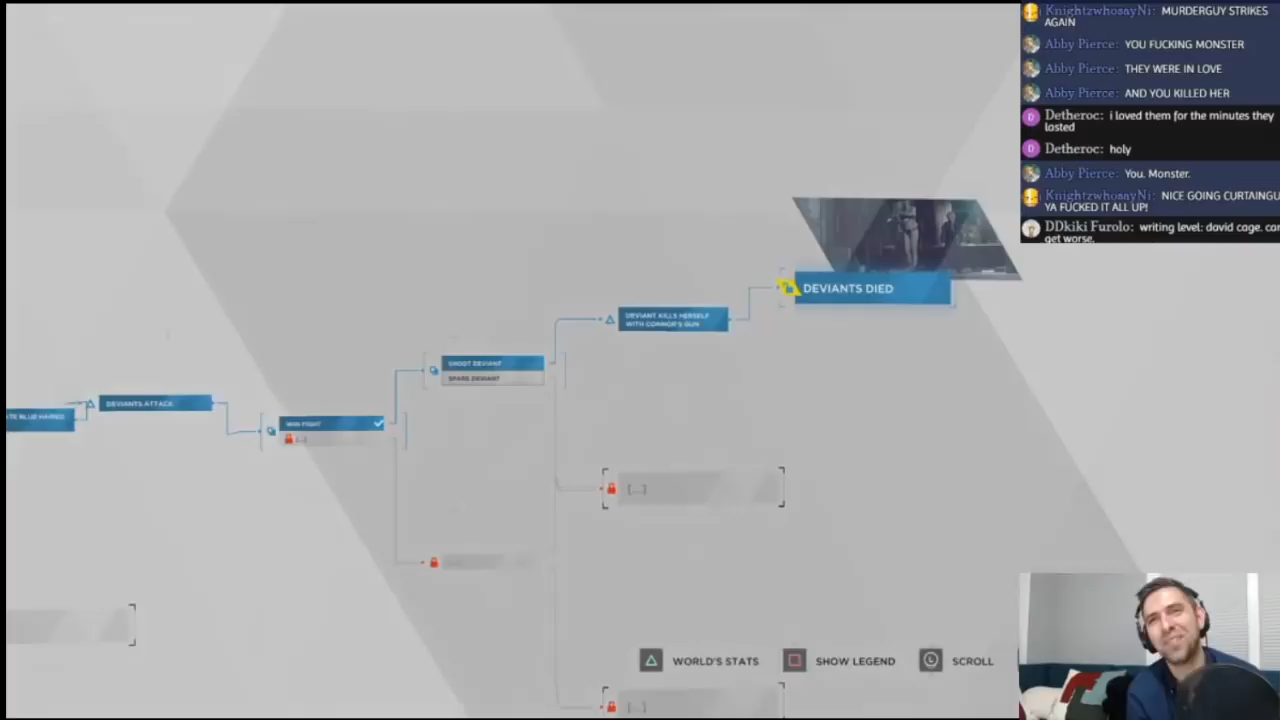 KnightzwhosayNi: MURDERGUY STRIKES
AGAIN
Abby Pierce: YOU FUCKING MONSTER
Abby Pierce: THEY WERE IN LOVE
Abby Pierce: AND YOU KILLED HER
D Detheroc: i loved them for the minutes they
lasted
D Detheroc: holy
Abby Pierce: You. Monster.
KnightzwhosayNi: NICE GOING CURTAINGU
YA FUCKED IT ALL UP!
DDkiki Furolo: writing level: david cage. can
get worse.
DEVIANTS DIED
DEVIANT KILLS HERSELF
WITH CONNOR'S GUN
SHOOT DEVIANT
SPARE DEVIANT
DEVIANTS ATTACK
WIN FIGHT
[...]
[...]
[...]
WORLD'S STATS
SHOW LEGEND
L SCROLL